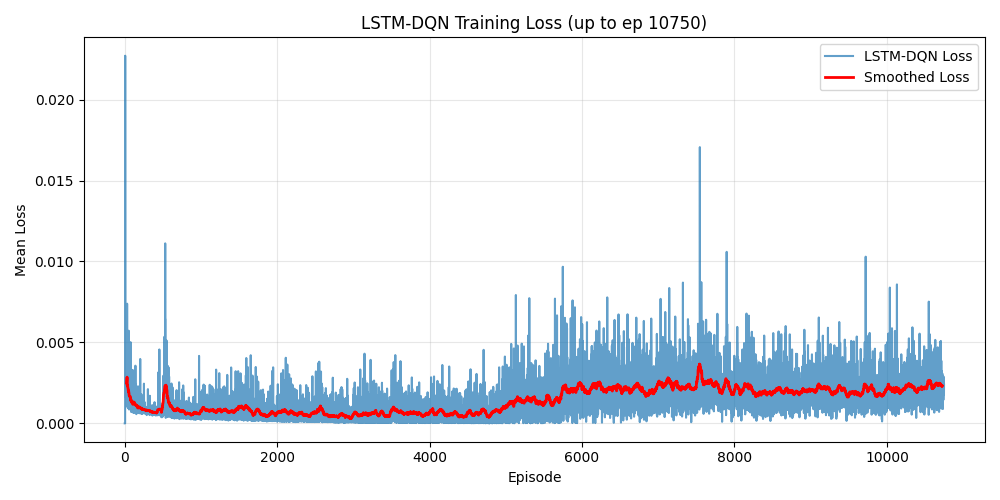 LSTM-DQN Training Loss (up to ep 10750)
LSTM-DQN Loss
Smoothed Loss
Mean Loss
0.020
0.015
0.010
0.005
0.000
0 2000 4000 6000 8000 10000
Episode